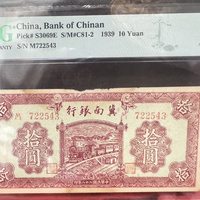 G China, Bank of Chinan
Pick# S3069E S/M#C81-2 1939 10 Yuan
ANTY S/N M722543
冀南銀行
M 722543
722543
拾圓
拾圓